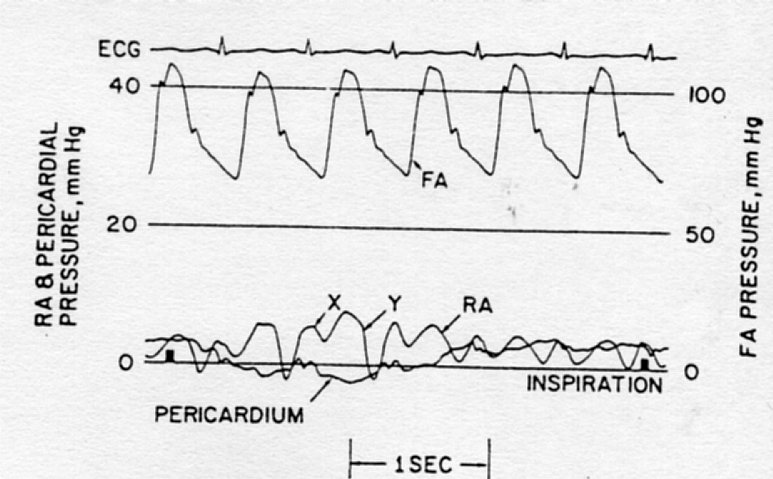 ECG
40
100
RA & PERICARDIAL
PRESSURE, mm Hg
FA PRESSURE, mm Hg
FA
20
50
X
Y
RA
0
0
INSPIRATION
PERICARDIUM
1 SEC